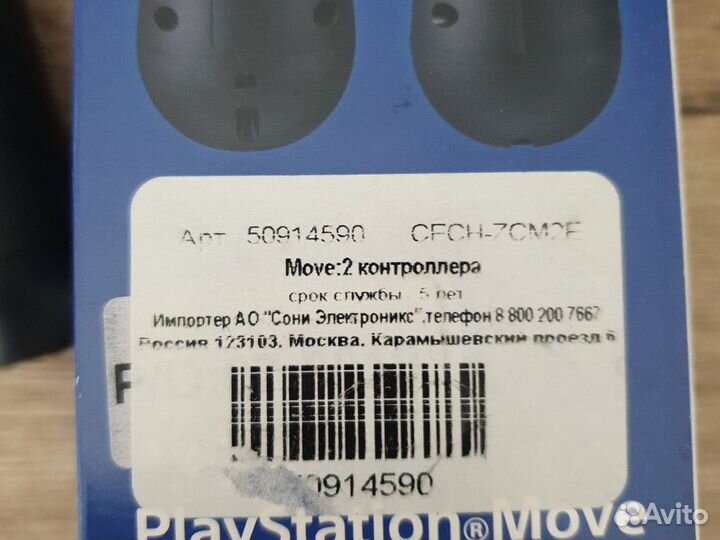 Арт. 50914590 CECH-ZCM2E
Move:2 контроллера
срок службы - 5 лет
Импортер АО "Сони Электроникс".телефон 8 800 200 7667
Россия 123103, Москва, Карамышевский проезд 6
50914590
PlayStation®Move
Avito